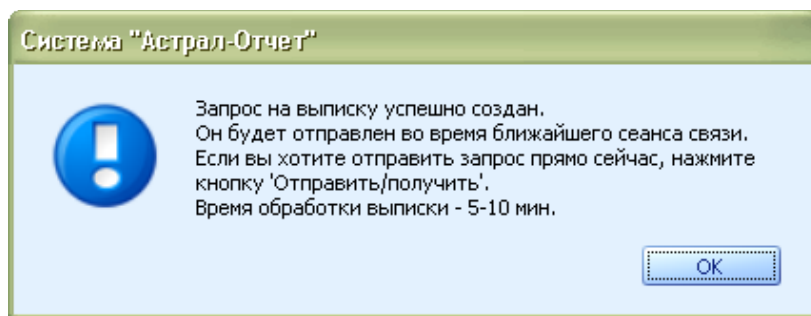 Система "Астрал-Отчет"
Запрос на выписку успешно создан.
Он будет отправлен во время ближайшего сеанса связи.
Если вы хотите отправить запрос прямо сейчас, нажмите
кнопку 'Отправить/получить'.
Время обработки выписки - 5-10 мин.
OK